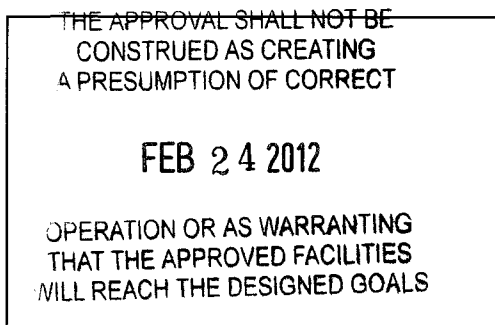 THE APPROVAL SHALL NOT BE
CONSTRUED AS CREATING
A PRESUMPTION OF CORRECT
FEB 24 2012
OPERATION OR AS WARRANTING
THAT THE APPROVED FACILITIES
WILL REACH THE DESIGNED GOALS